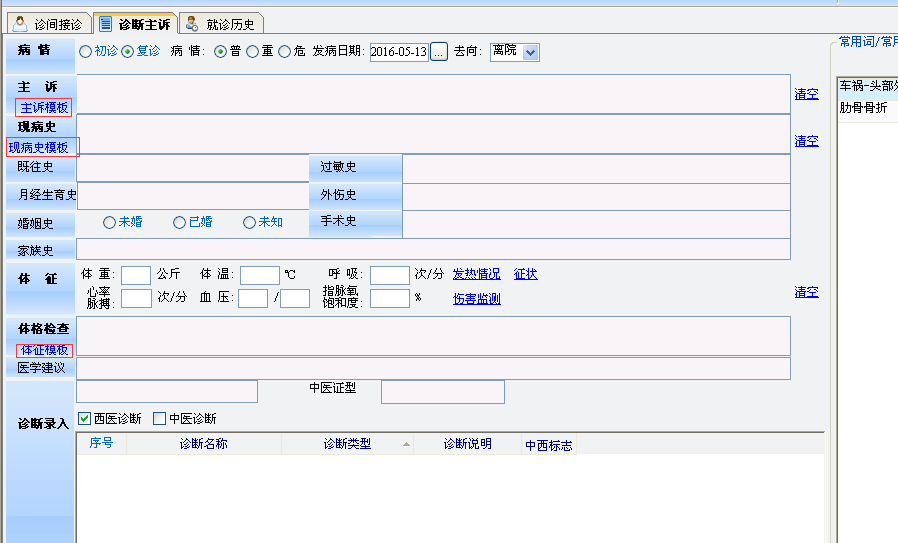 诊间接诊 诊断主诉 就诊历史
病 情 初诊 复诊 病 情: 普 重 危 发病日期: 2016-05-13 ... 去向: 离院
常用词/常用
主 诉 清空
主诉模板
车祸-头部外
肋骨骨折
现病史 清空
现病史模板
既往史 过敏史
月经生育史 外伤史
婚姻史 未婚 已婚 未知 手术史
家族史
体 征 体 重: 公斤 体 温: ℃ 呼 吸: 次/分 发热情况 症状
心率脉搏: 次/分 血 压: / 指脉氧饱和度: % 伤害监测
清空
体格检查
体征模板
医学建议
中医证型
诊断录入 西医诊断 中医诊断
序号 诊断名称 诊断类型 诊断说明 中西标志